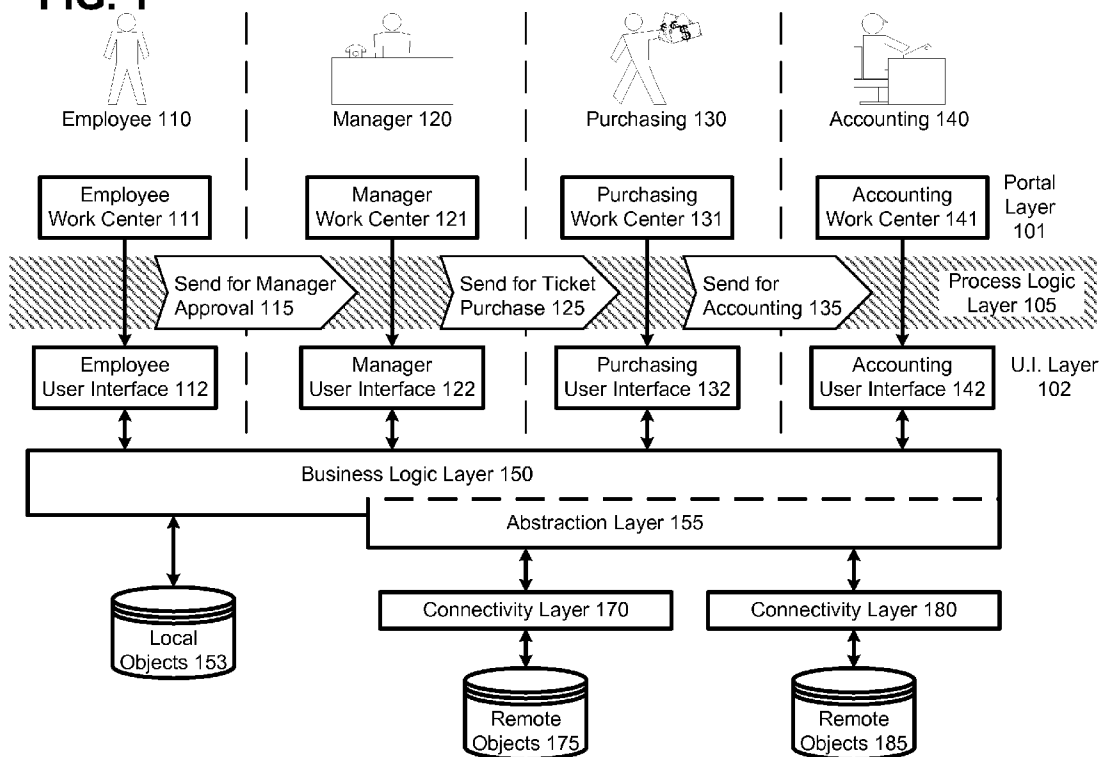 FIG. 1
Employee 110
Manager 120
Purchasing 130
Accounting 140
Employee
Work Center 111
Manager
Work Center 121
Purchasing
Work Center 131
Accounting
Work Center 141
Portal
Layer
101
Send for Manager
Approval 115
Send for Ticket
Purchase 125
Send for
Accounting 135
Process Logic
Layer 105
Employee
User Interface 112
Manager
User Interface 122
Purchasing
User Interface 132
Accounting
User Interface 142
U.I. Layer
102
Business Logic Layer 150
Abstraction Layer 155
Connectivity Layer 170
Connectivity Layer 180
Local
Objects 153
Remote
Objects 175
Remote
Objects 185